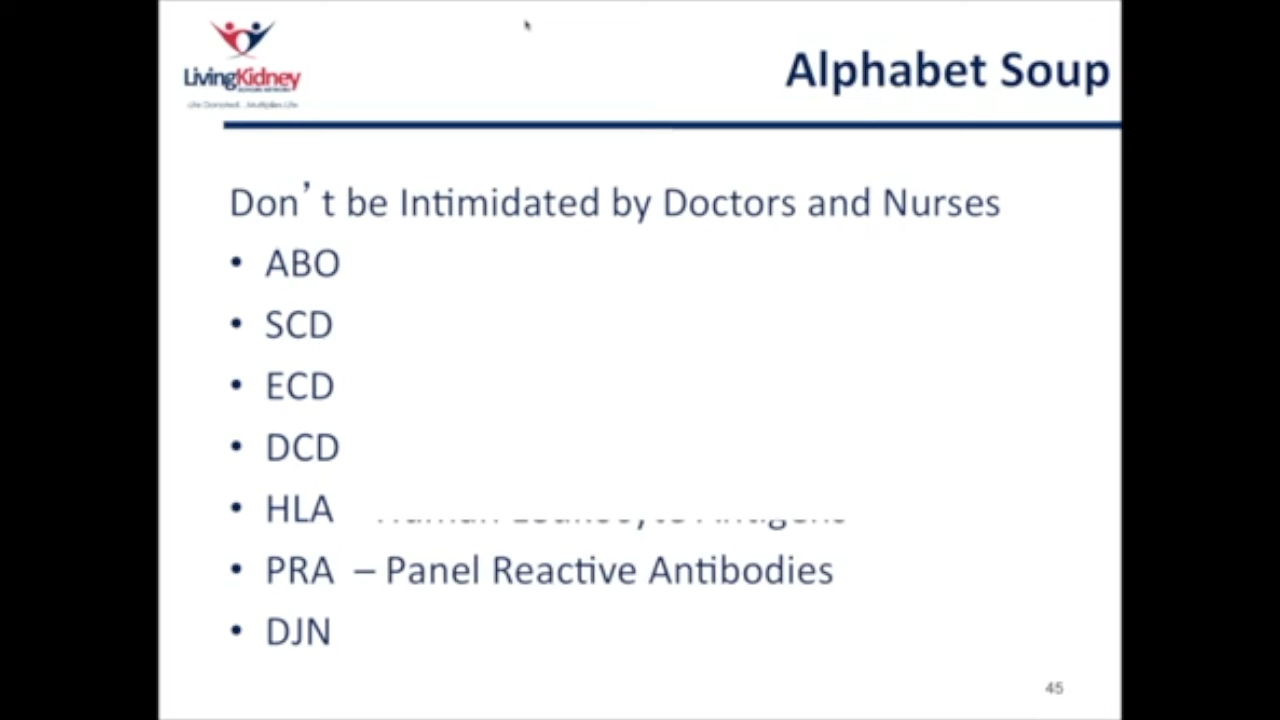 LivingKidney
Alphabet Soup
Don’t be Intimidated by Doctors and Nurses
• ABO
• SCD
• ECD
• DCD
• HLA
• PRA – Panel Reactive Antibodies
• DJN
45